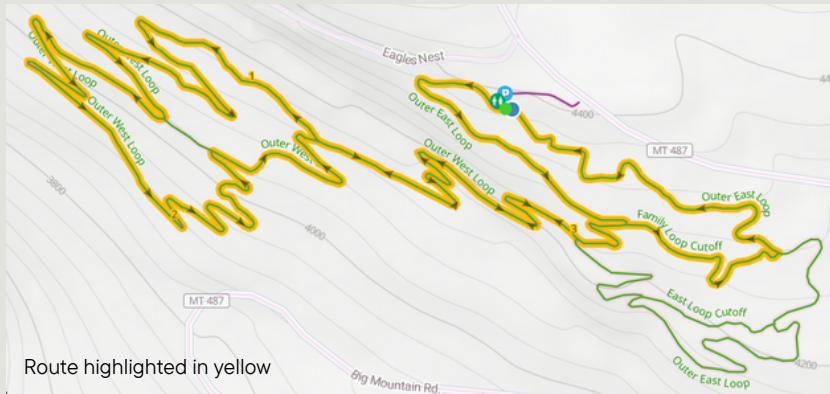 Outer West Loop
Outer West Loop
1
Eagles Nest
P
4400
440
Outer East Loop
MT 487
Outer West Loop
Outer West
Outer West Loop
3800
Outer East Loop
Family Loop Cutoff
2
3
4000
MT 487
East Loop Cutoff
4200
Outer East Loop
Route highlighted in yellow
Big Mountain Rd.